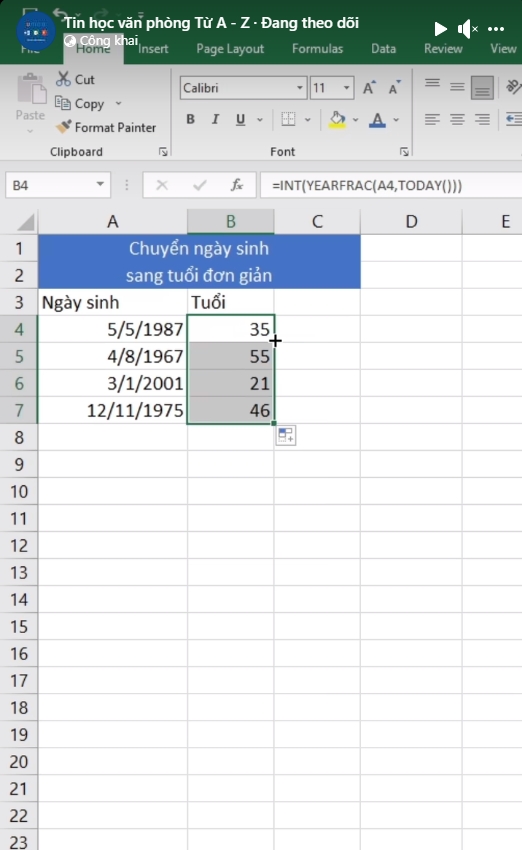 Tin học văn phòng Từ A - Z · Đang theo dõi
Công khai
File Home Insert Page Layout Formulas Data Review View
Paste
Cut
Copy
Format Painter
Clipboard
Calibri 11
B I U
Font
B4 =INT(YEARFRAC(A4,TODAY()))
A B C D E
1 Chuyển ngày sinh
2 sang tuổi đơn giản
3 Ngày sinh Tuổi
4 5/5/1987 35
5 4/8/1967 55
6 3/1/2001 21
7 12/11/1975 46
8
9
10
11
12
13
14
15
16
17
18
19
20
21
22
23